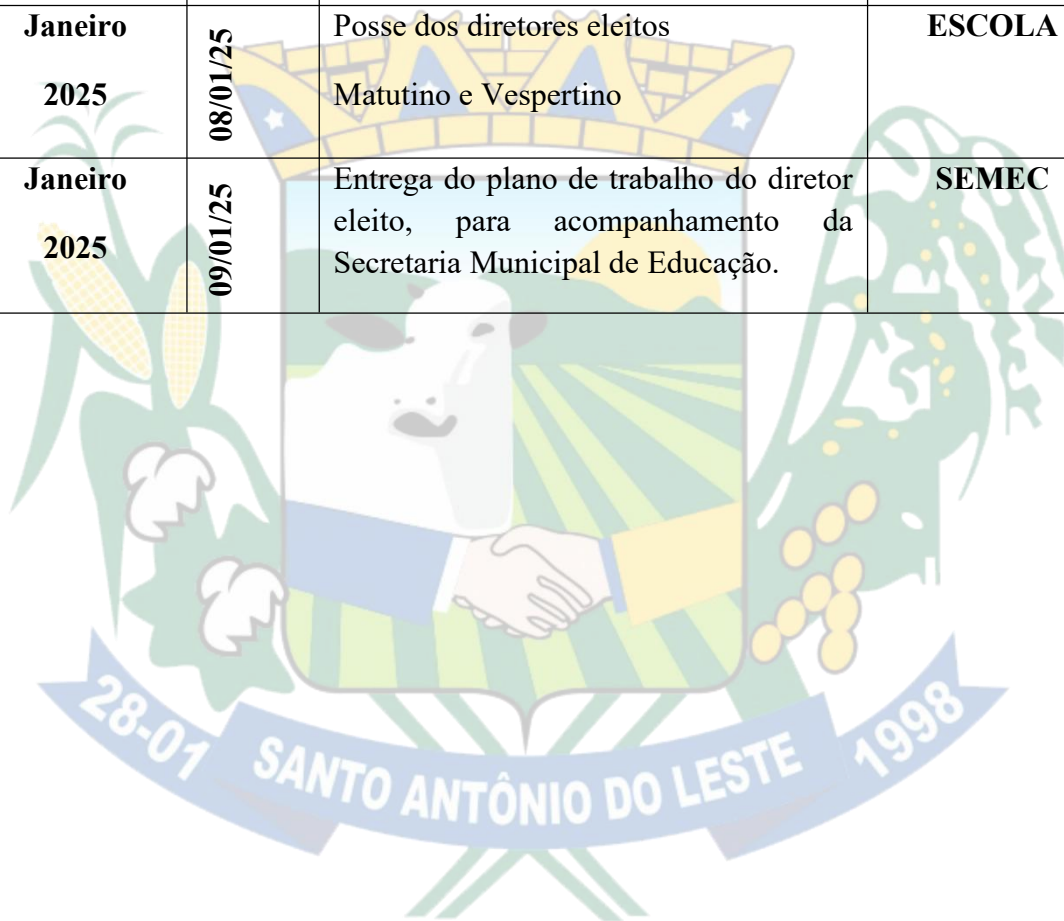 Janeiro
2025
08/01/25
Posse dos diretores eleitos
Matutino e Vespertino
ESCOLA
Janeiro
2025
09/01/25
Entrega do plano de trabalho do diretor
eleito, para acompanhamento da
Secretaria Municipal de Educação.
SEMEC
28-01 SANTO ANTÔNIO DO LESTE 1998